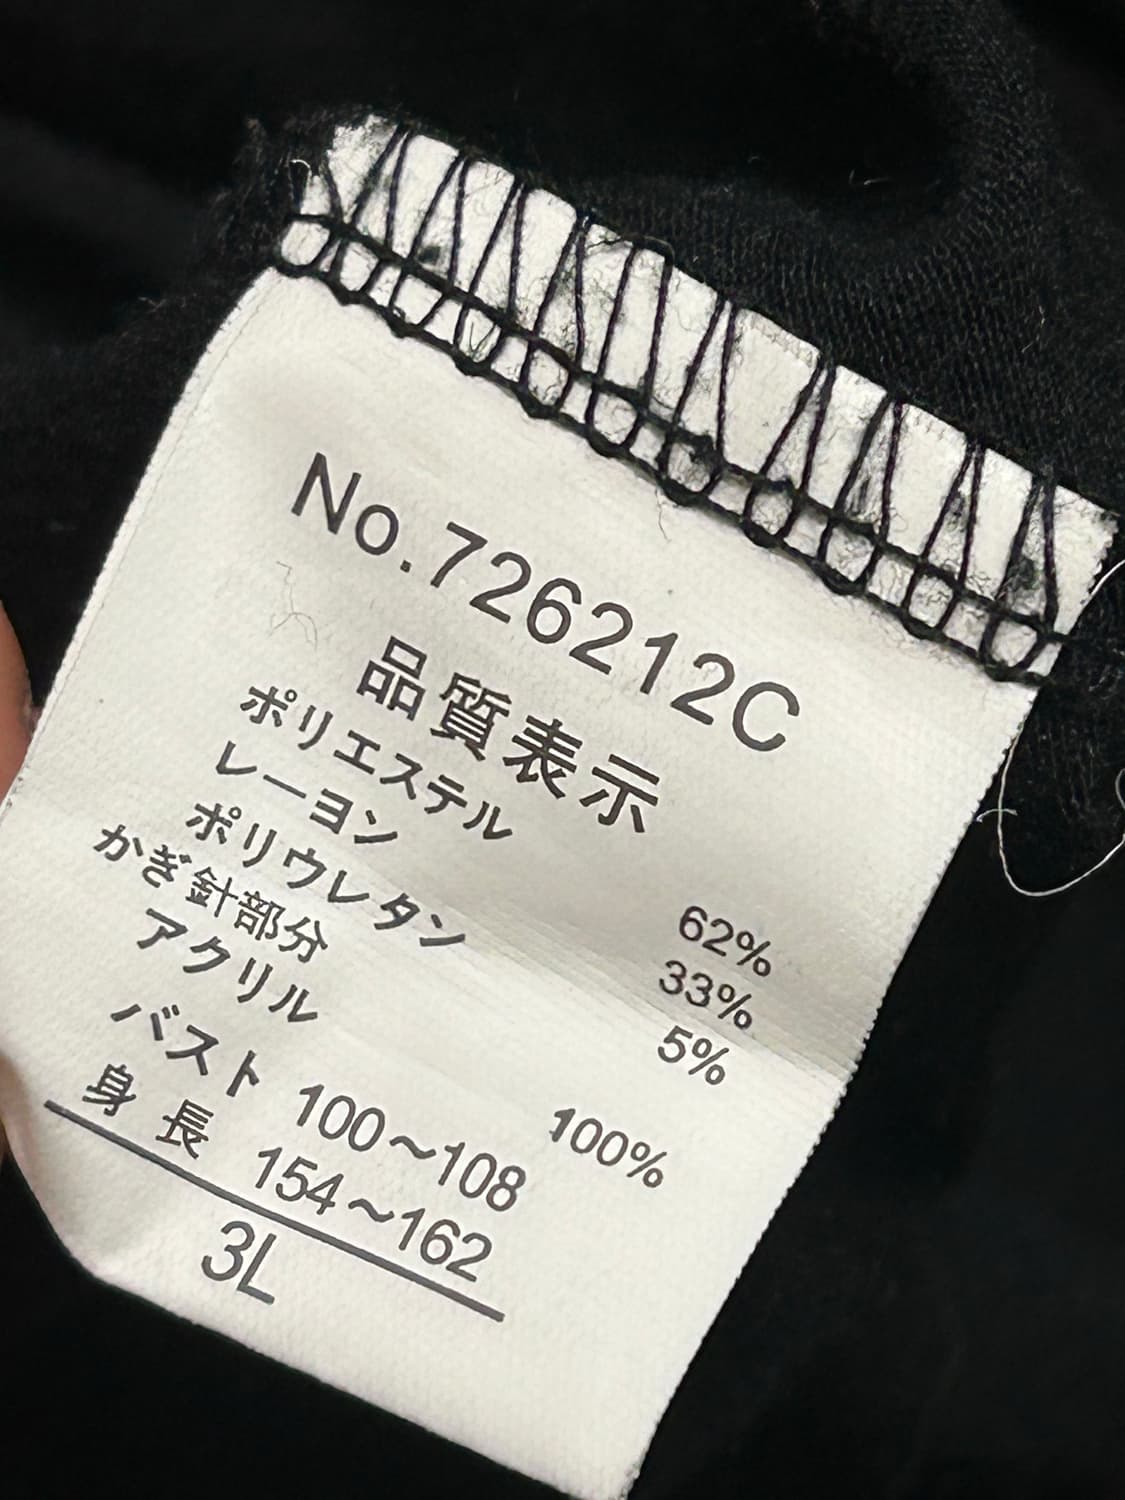 No.726212C
品質表示
ポリエステル 62%
レーヨン 33%
ポリウレタン 5%
かぎ針部分
アクリル 100%
バスト 100～108
身長 154～162
3L